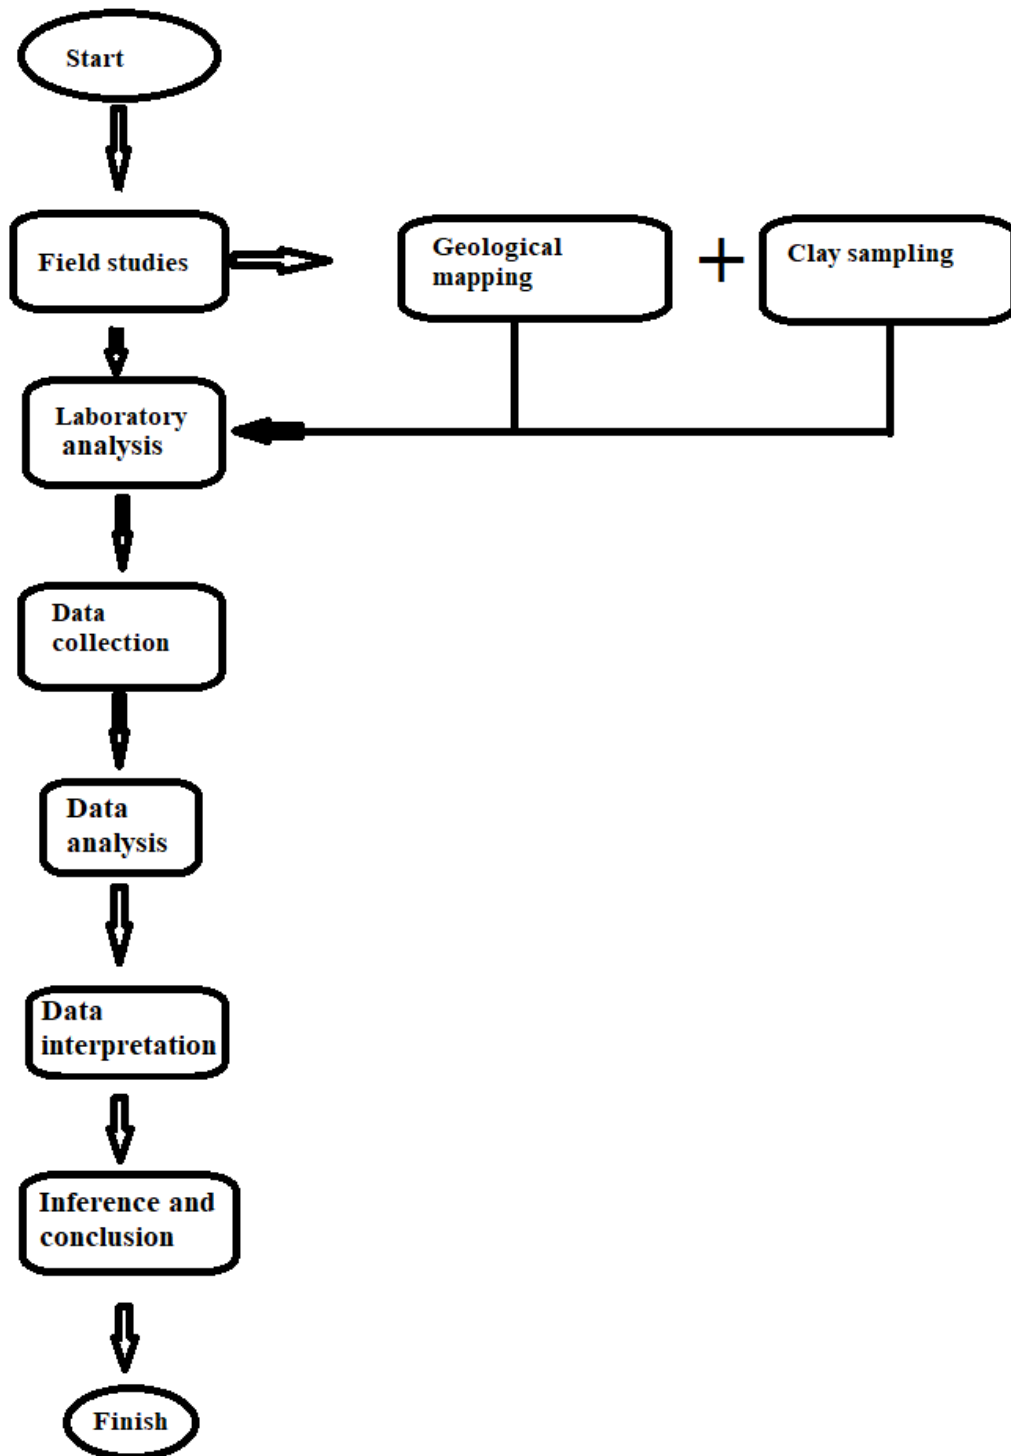 Start
Field studies
Geological
mapping
+
Clay sampling
Laboratory
analysis
Data
collection
Data
analysis
Data
interpretation
Inference and
conclusion
Finish